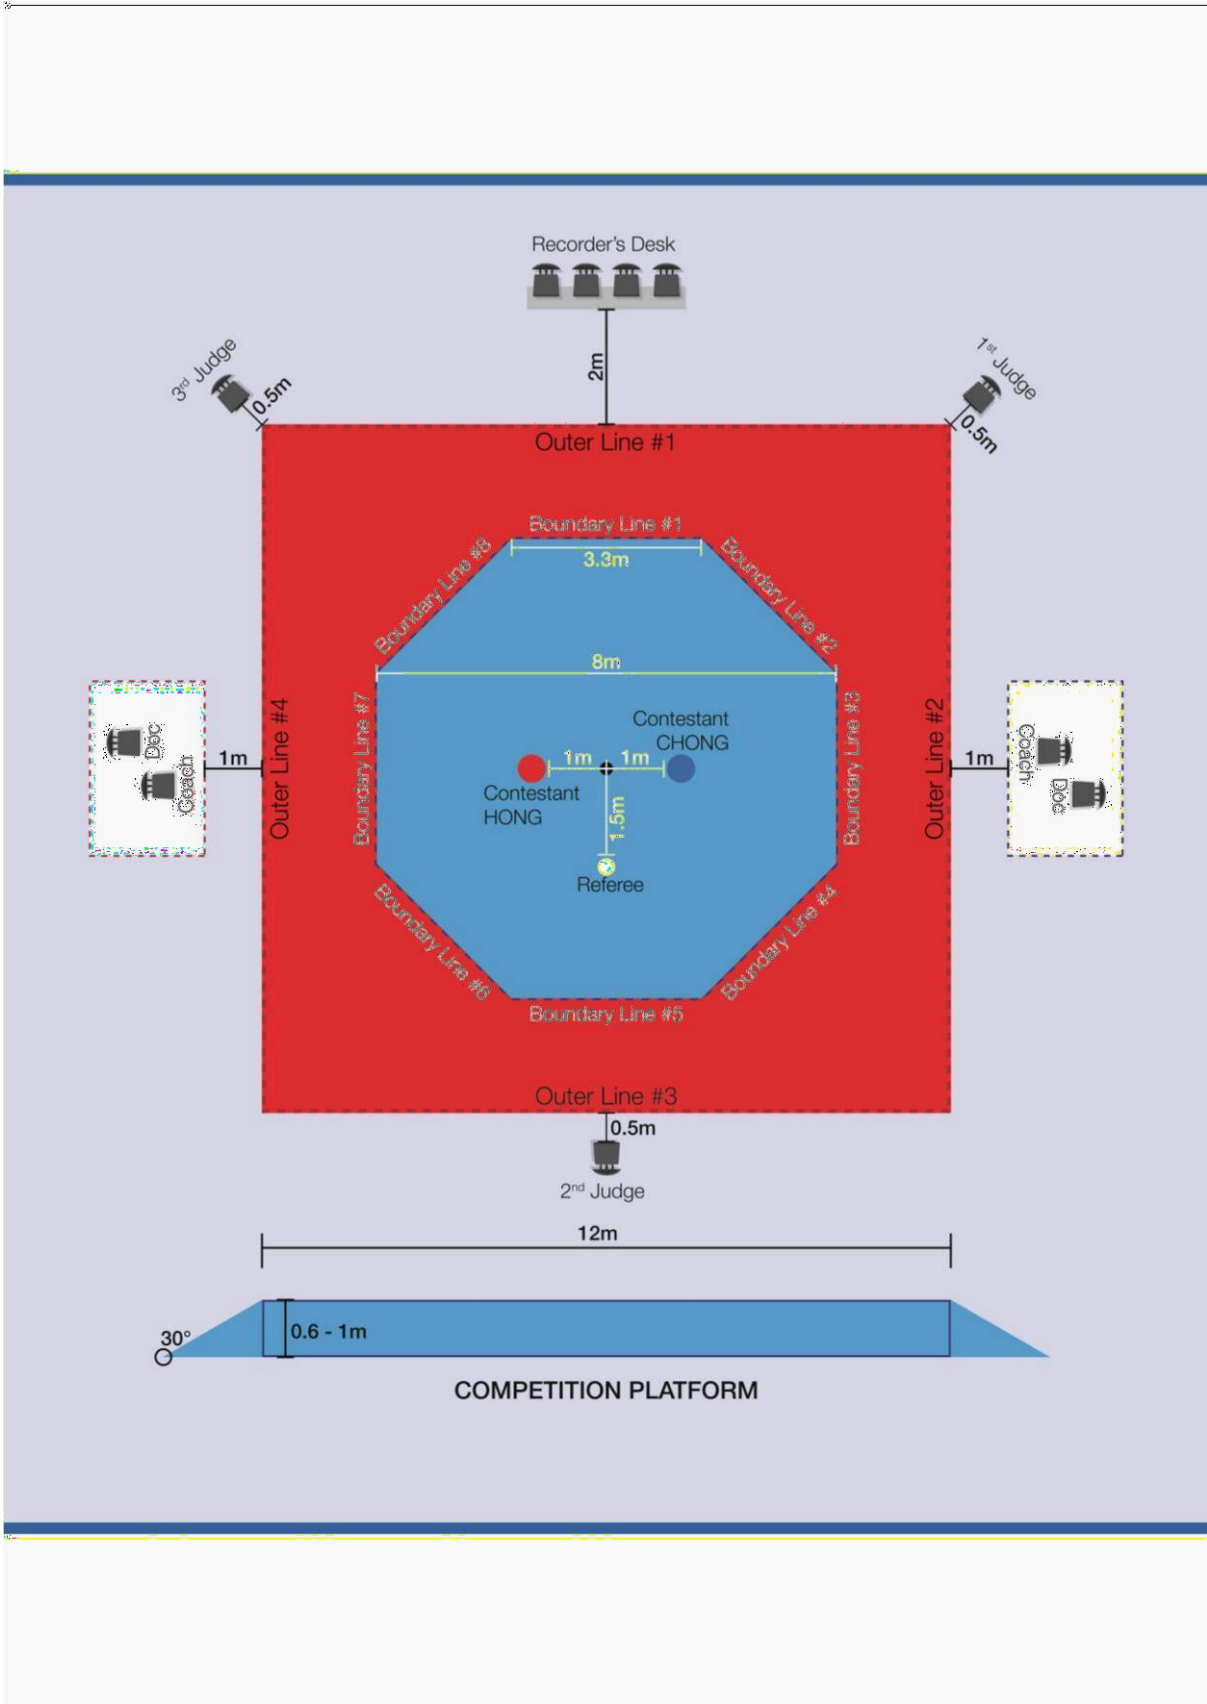 Recorder's Desk
3rd Judge
0.5m
2m
1st Judge
0.5m
Outer Line #1
Boundary Line #1
3.3m
Boundary Line #8
Boundary Line #2
8m
Outer Line #4
Boundary Line #7
Boundary Line #3
Outer Line #2
Doc
Coach
1m
Contestant
CHONG
1m
1m
Contestant
HONG
1.5m
Referee
1m
Coach
Doc
Boundary Line #6
Boundary Line #4
Boundary Line #5
Outer Line #3
0.5m
2nd Judge
12m
30°
0.6 - 1m
COMPETITION PLATFORM